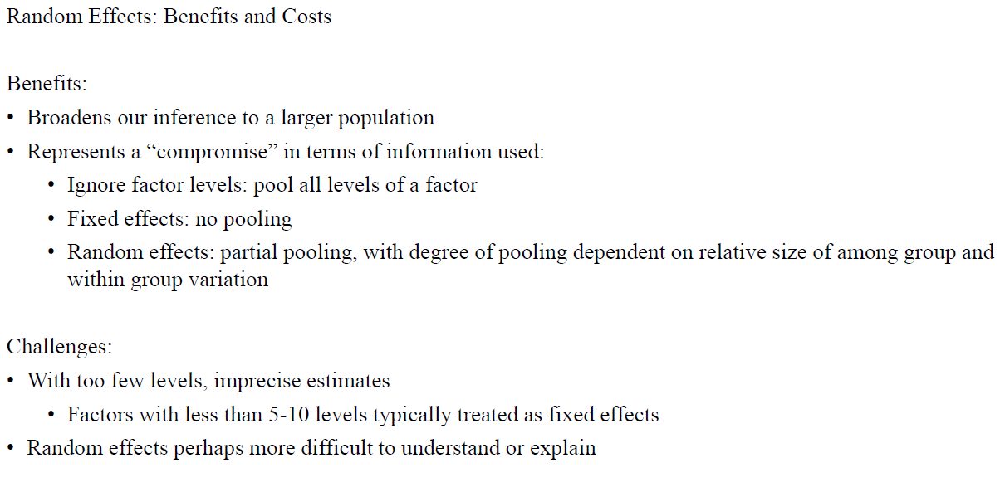 Random Effects: Benefits and Costs
Benefits:
• Broadens our inference to a larger population
• Represents a “compromise” in terms of information used:
• Ignore factor levels: pool all levels of a factor
• Fixed effects: no pooling
• Random effects: partial pooling, with degree of pooling dependent on relative size of among group and
within group variation
Challenges:
• With too few levels, imprecise estimates
• Factors with less than 5-10 levels typically treated as fixed effects
• Random effects perhaps more difficult to understand or explain